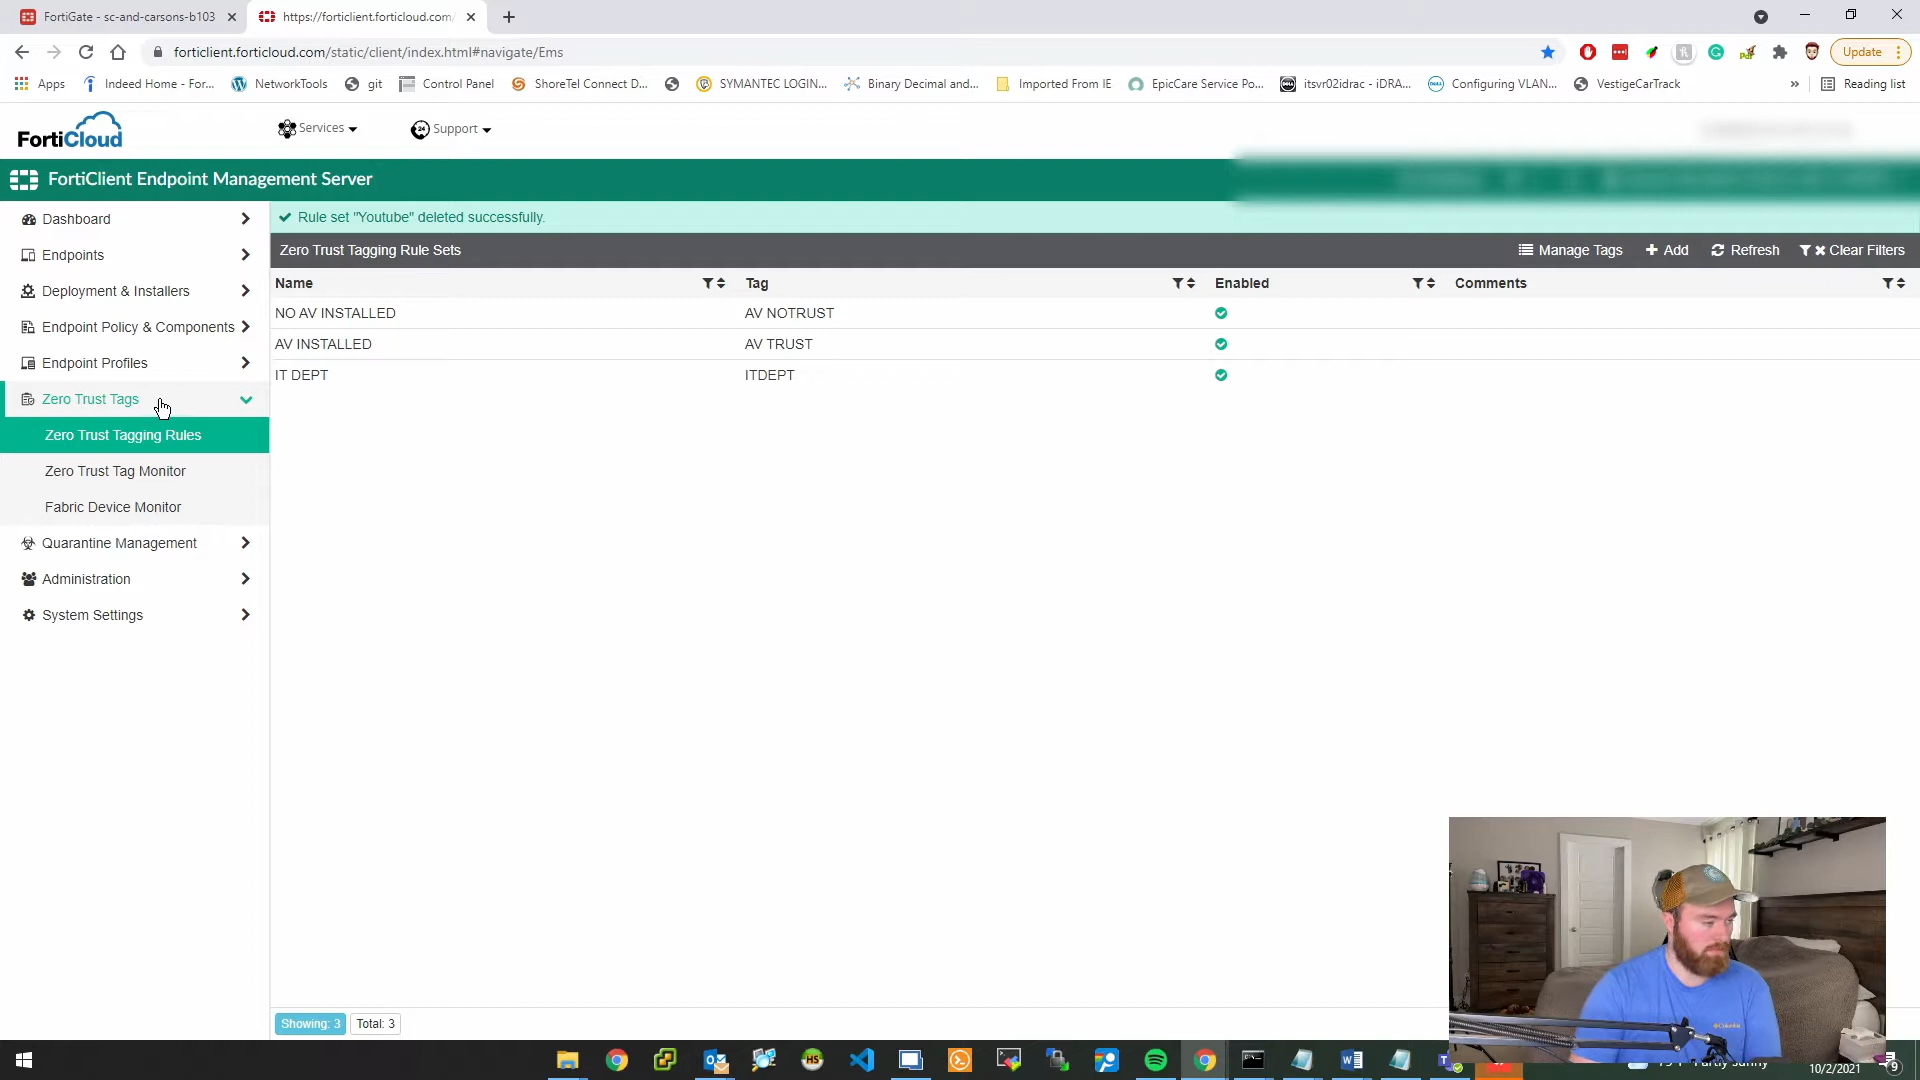 FortiGate - sc-and-carsons-b103
https://forticlient.forticloud.com/
forticlient.forticloud.com/static/client/index.html#navigate/Ems
Update
Apps
Indeed Home - For...
NetworkTools
git
Control Panel
ShoreTel Connect D...
SYMANTEC LOGIN...
Binary Decimal and...
Imported From IE
EpicCare Service Po...
itsvr02idrac - iDRA...
Configuring VLAN...
VestigeCarTrack
»
Reading list
FortiCloud
Services
Support
FortiClient Endpoint Management Server
Dashboard
Endpoints
Deployment & Installers
Endpoint Policy & Components
Endpoint Profiles
Zero Trust Tags
Zero Trust Tagging Rules
Zero Trust Tag Monitor
Fabric Device Monitor
Quarantine Management
Administration
System Settings
Rule set "Youtube" deleted successfully.
Zero Trust Tagging Rule Sets
Manage Tags
Add
Refresh
Clear Filters
Name Tag Enabled Comments
NO AV INSTALLED AV NOTRUST
AV INSTALLED AV TRUST
IT DEPT ITDEPT
Showing: 3
Total: 3
10/2/2021
9